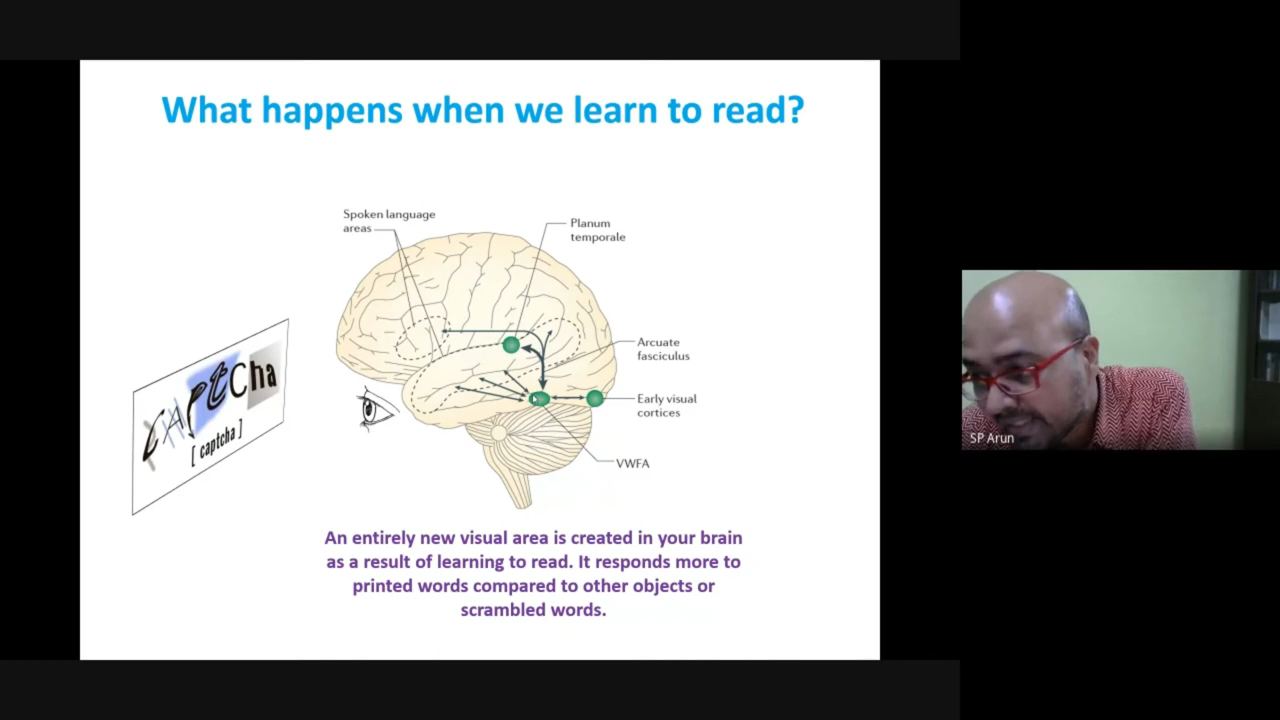 What happens when we learn to read?
Spoken language
areas
Planum
temporale
Arcuate
fasciculus
Early visual
cortices
VWFA
CAptCha
[ captcha ]
An entirely new visual area is created in your brain
as a result of learning to read. It responds more to
printed words compared to other objects or
scrambled words.
SP Arun